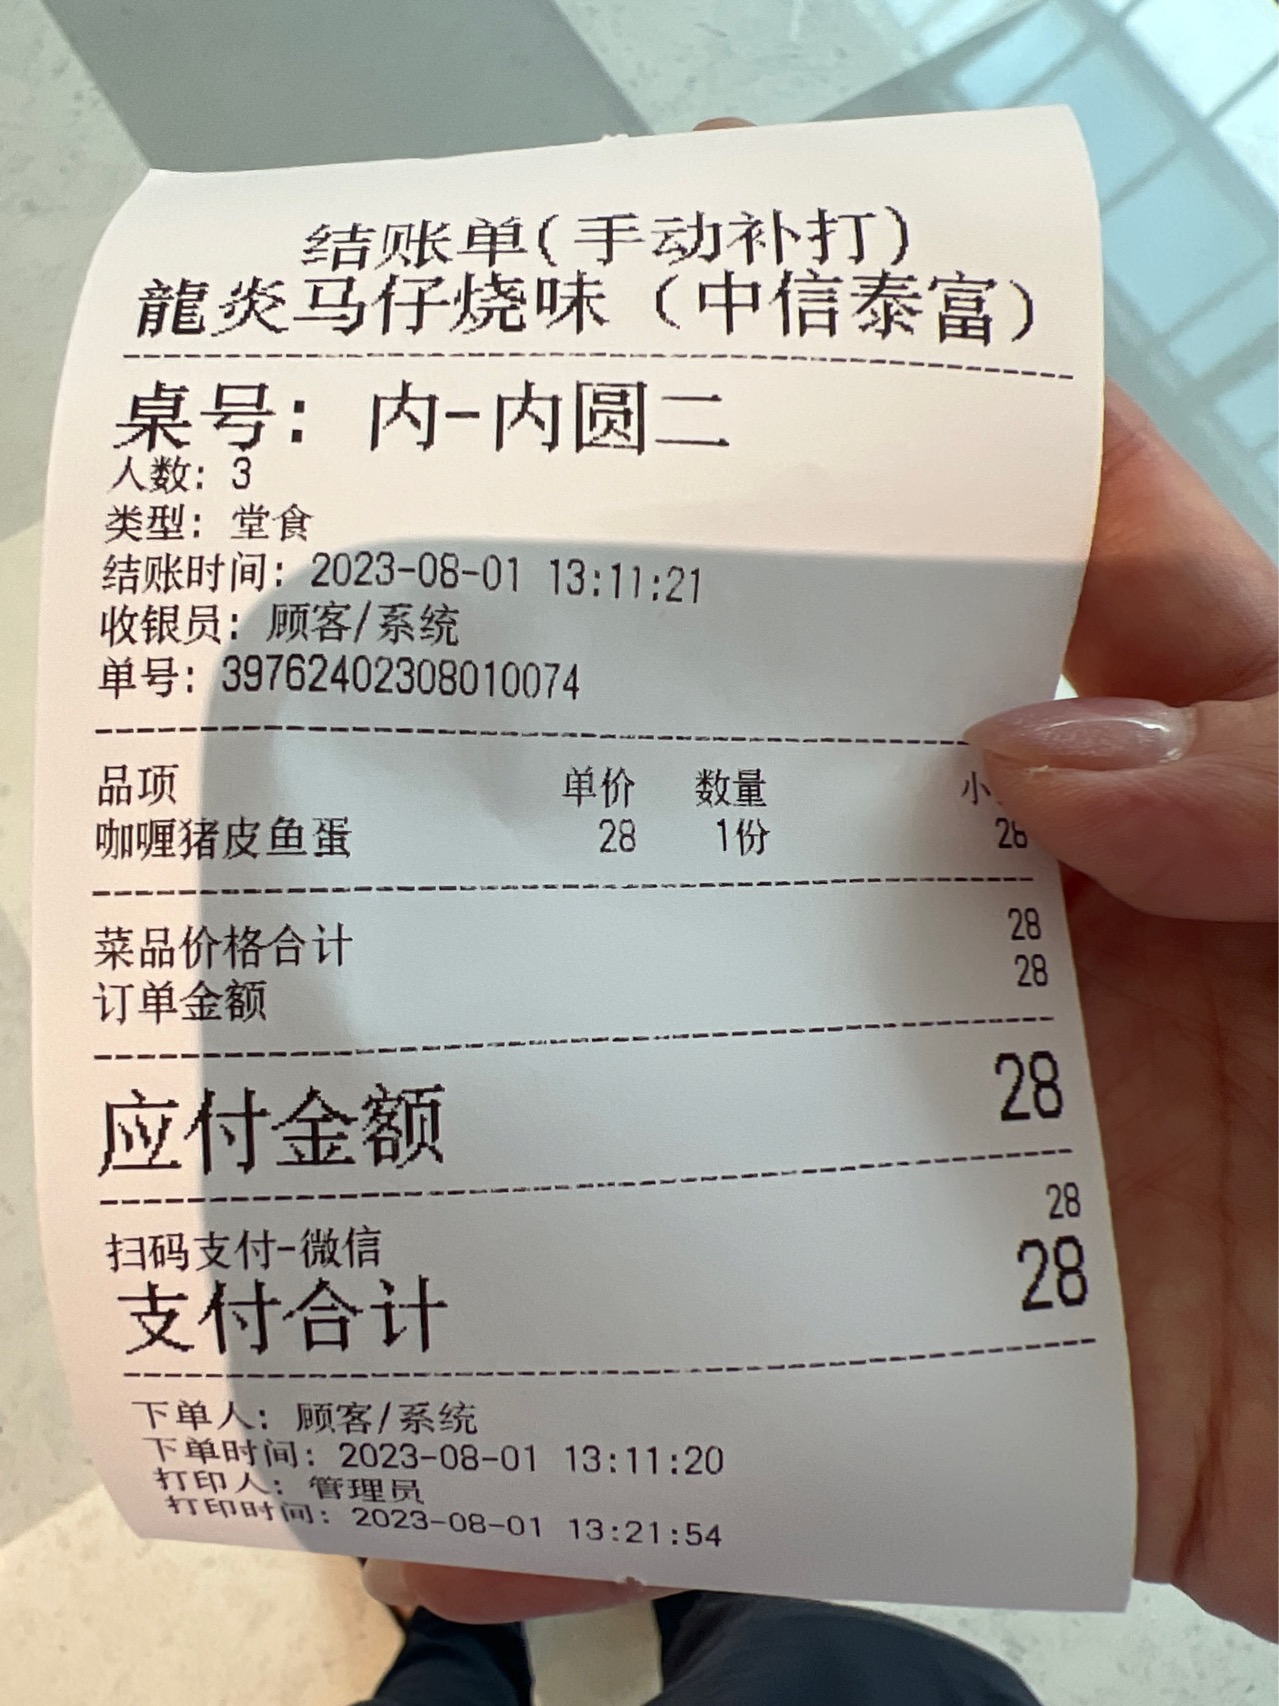 结账单(手动补打)
龍炎马仔烧味（中信泰富）
桌号: 内-内圆二
人数: 3
类型: 堂食
结账时间: 2023-08-01 13:11:21
收银员: 顾客/系统
单号: 39762402308010074
品项 单价 数量 小
咖喱猪皮鱼蛋 28 1份 28
菜品价格合计 28
订单金额 28
应付金额 28
扫码支付-微信 28
支付合计 28
下单人: 顾客/系统
下单时间: 2023-08-01 13:11:20
打印人: 管理员
打印时间: 2023-08-01 13:21:54